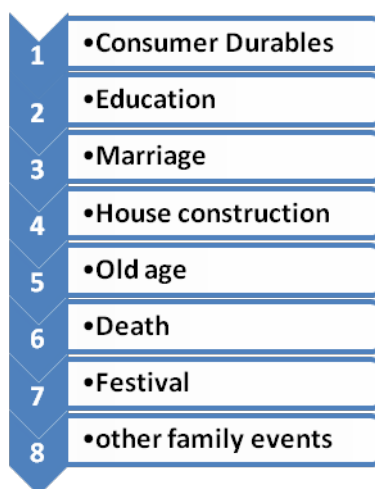 1 •Consumer Durables
2 •Education
3 •Marriage
4 •House construction
5 •Old age
6 •Death
7 •Festival
8 •other family events